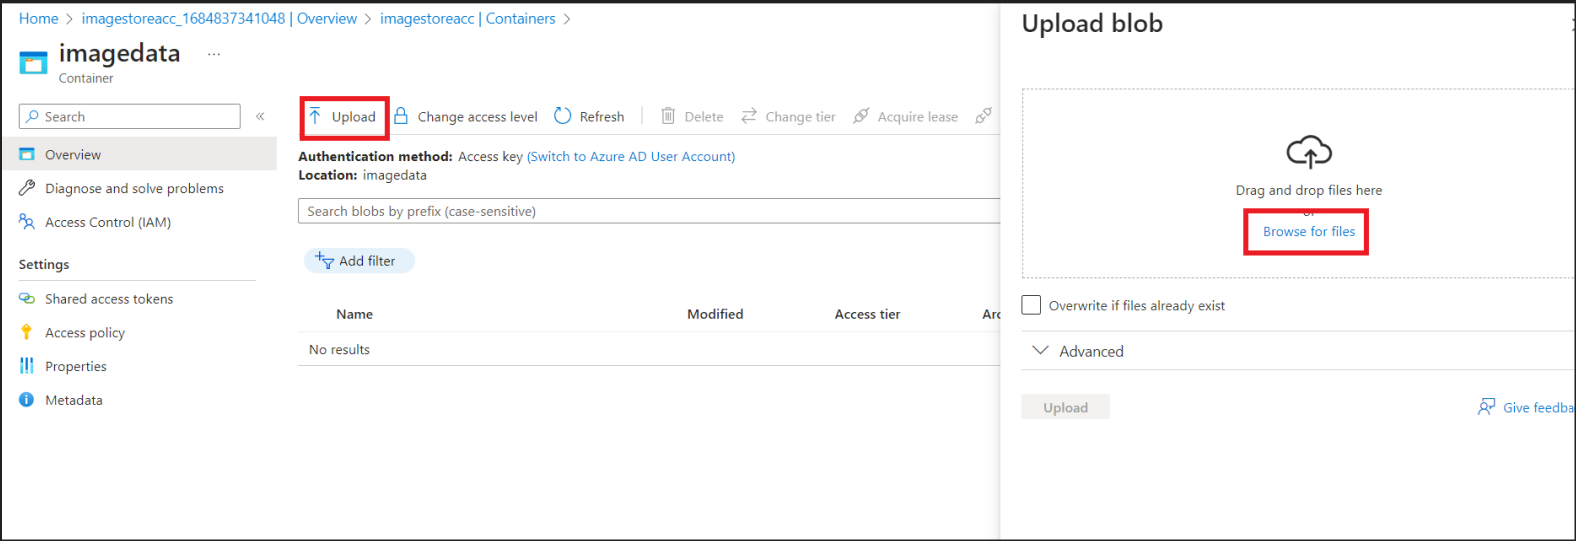 Home > imagestoreacc_1684837341048 | Overview > imagestoreacc | Containers >
imagedata ...
Container
Search «
Overview
Diagnose and solve problems
Access Control (IAM)
Settings
Shared access tokens
Access policy
Properties
Metadata
Upload Change access level Refresh Delete Change tier Acquire lease
Authentication method: Access key (Switch to Azure AD User Account)
Location: imagedata
Search blobs by prefix (case-sensitive)
Add filter
Name Modified Access tier Arc
No results
Upload blob
Drag and drop files here
or
Browse for files
Overwrite if files already exist
Advanced
Upload Give feedba